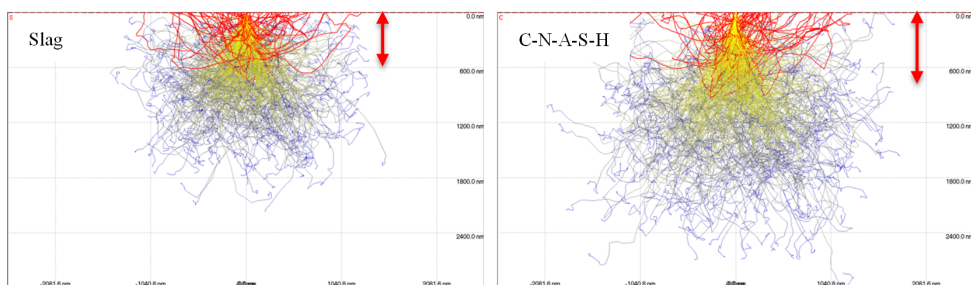 S
0.0 nm
Slag
600.0 nm
1200.0 nm
1800.0 nm
2400.0 nm
-2081.6 nm
-1040.8 nm
1040.8 nm
2081.6 nm
C
0.0 nm
C-N-A-S-H
600.0 nm
1200.0 nm
1800.0 nm
2400.0 nm
-2081.6 nm
-1040.8 nm
1040.8 nm
2081.6 nm